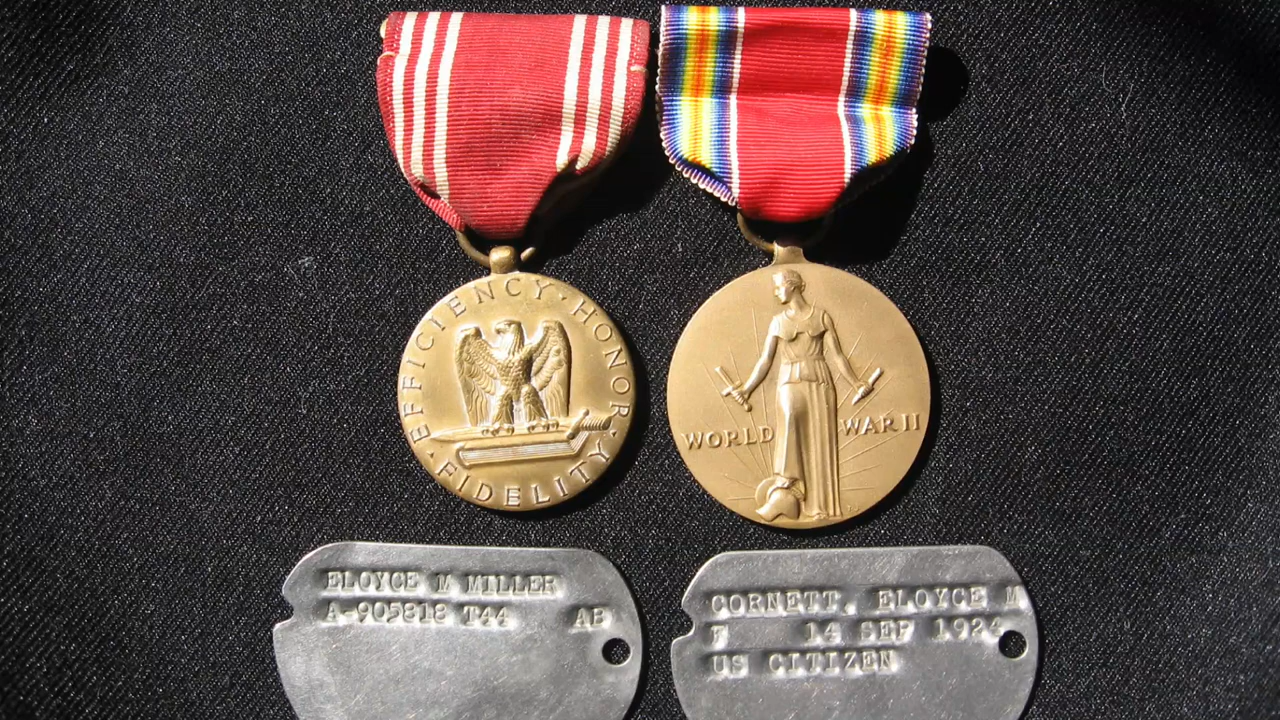 EFFICIENCY · HONOR · FIDELITY ·
WORLD WAR II
ELOYCE M MILLER
A-905818 T44 AB
CORNETT, ELOYCE M
F 14 SEP 1924
US CITIZEN